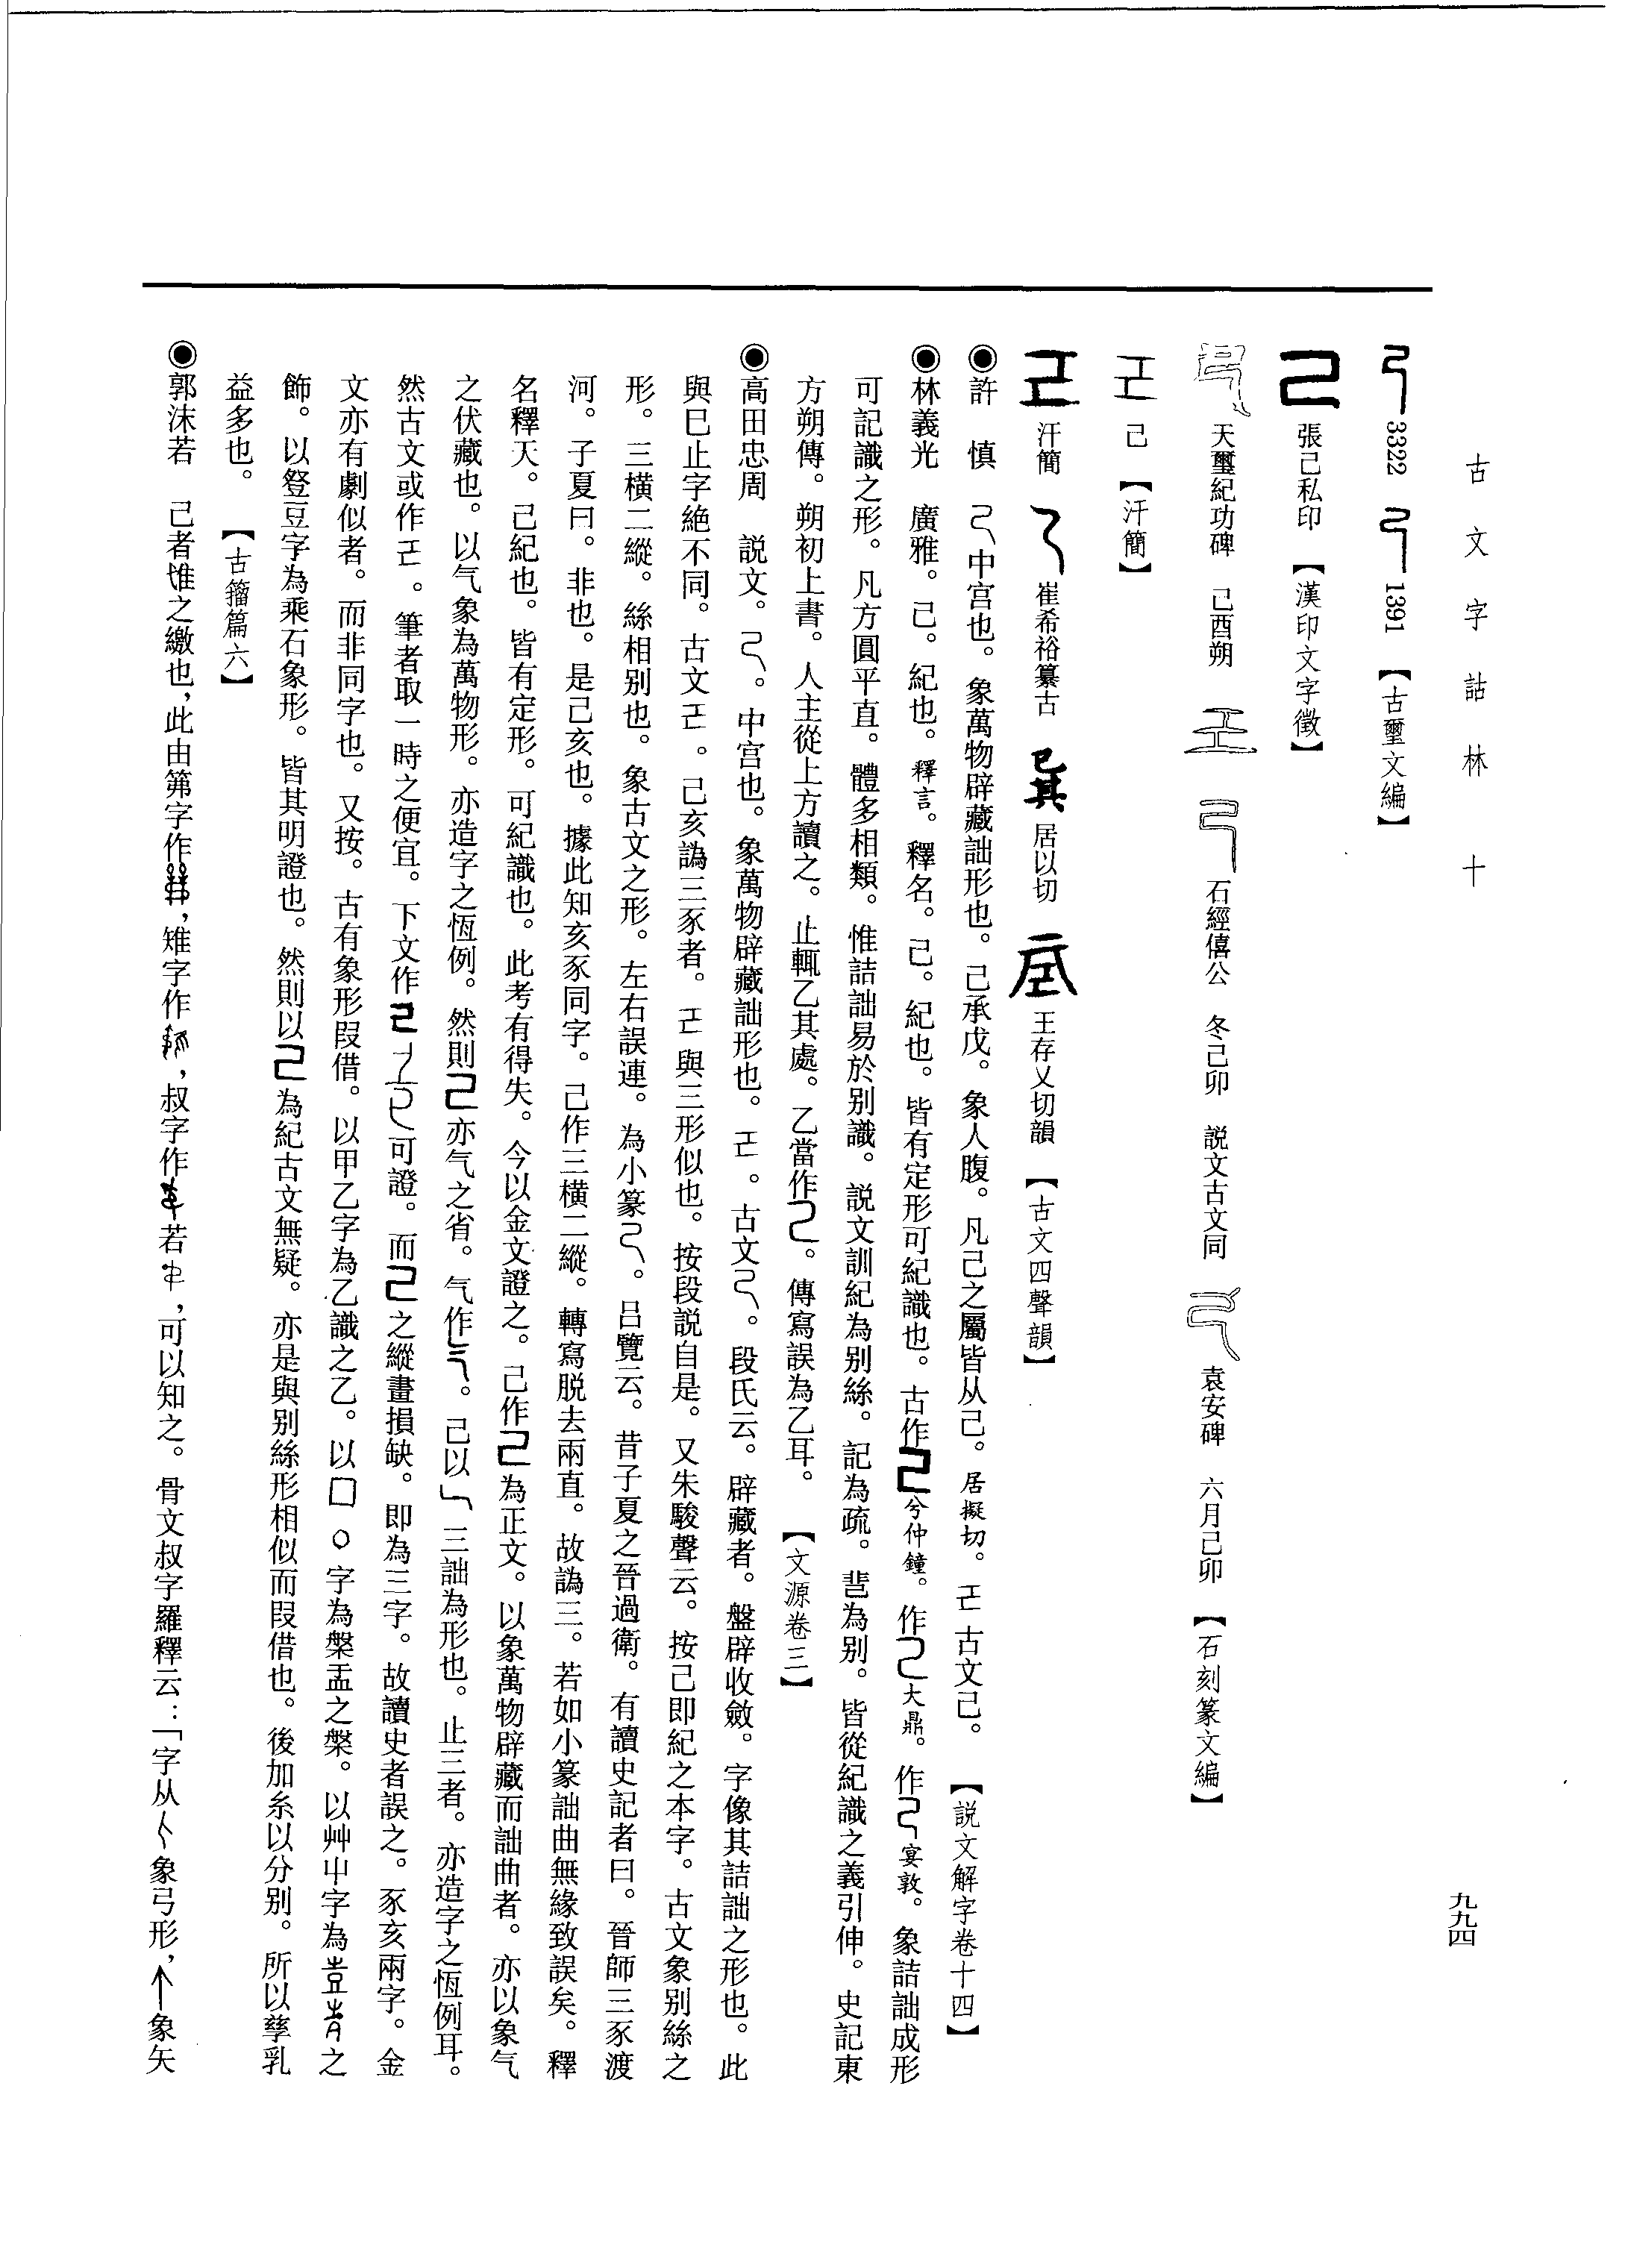 古文字詁林 十
九九四
3322 1391 【古璽文編】
張己私印 【漢印文字徵】
天璽紀功碑 己酉朔 石經僖公 冬己卯 説文古文同 袁安碑 六月己卯 【石刻篆文編】
己 【汗簡】
汗簡 崔希裕纂古 居以切 王存乂切韻 【古文四聲韻】
◉許 慎 中宫也。象萬物辟藏詘形也。己承戊。象人腹。凡己之屬皆从己。居擬切。古文己。 【説文解字卷十四】
◉林義光 廣雅。己。紀也。釋言。釋名。己。紀也。皆有定形可紀識也。古作兮仲鐘。作大鼎。作宴敦。象詰詘成形
可記識之形。凡方圓平直。體多相類。惟詰詘易於别識。説文訓紀為别絲。記為疏。𢀴為别。皆從紀識之義引伸。史記東
方朔傳。朔初上書。人主從上方讀之。止輒乙其處。乙當作。傳寫誤為乙耳。 【文源卷三】
◉高田忠周 説文。中宫也。象萬物辟藏詘形也。古文。段氏云。辟藏者。盤辟收斂。字像其詰詘之形也。此
與巳止字絶不同。古文。己亥譌三豕者。與三形似也。按段説自是。又朱駿聲云。按己即紀之本字。古文象别絲之
形。三横二縱。絲相别也。象古文之形。左右誤連。為小篆。吕覽云。昔子夏之晉過衛。有讀史記者曰。晉師三豕渡
河。子夏曰。非也。是己亥也。據此知亥豕同字。己作三横二縱。轉寫脱去兩直。故譌三。若如小篆詘曲無緣致誤矣。釋
名釋天。己紀也。皆有定形。可紀識也。此考有得失。今以金文證之。己作為正文。以象萬物辟藏而詘曲者。亦以象气
之伏藏也。以气象為萬物形。亦造字之恆例。然則亦气之省。气作。己以三詘為形也。止三者。亦造字之恆例耳。
然古文或作。筆者取一時之便宜。下文作可證。而之縱畫損缺。即為三字。故讀史者誤之。豕亥兩字。金
文亦有劇似者。而非同字也。又按。古有象形叚借。以甲乙字為乙識之乙。以字為槃盂之槃。以艸屮字為之
飾。以豋豆字為乘石象形。皆其明證也。然則以為紀古文無疑。亦是與别絲形相似而叚借也。後加糸以分别。所以孳乳
益多也。 【古籀篇六】
◉郭沫若 己者惟之繳也，此由第字作，雉字作，叔字作若，可以知之。骨文叔字羅釋云：「字从象弓形，象矢